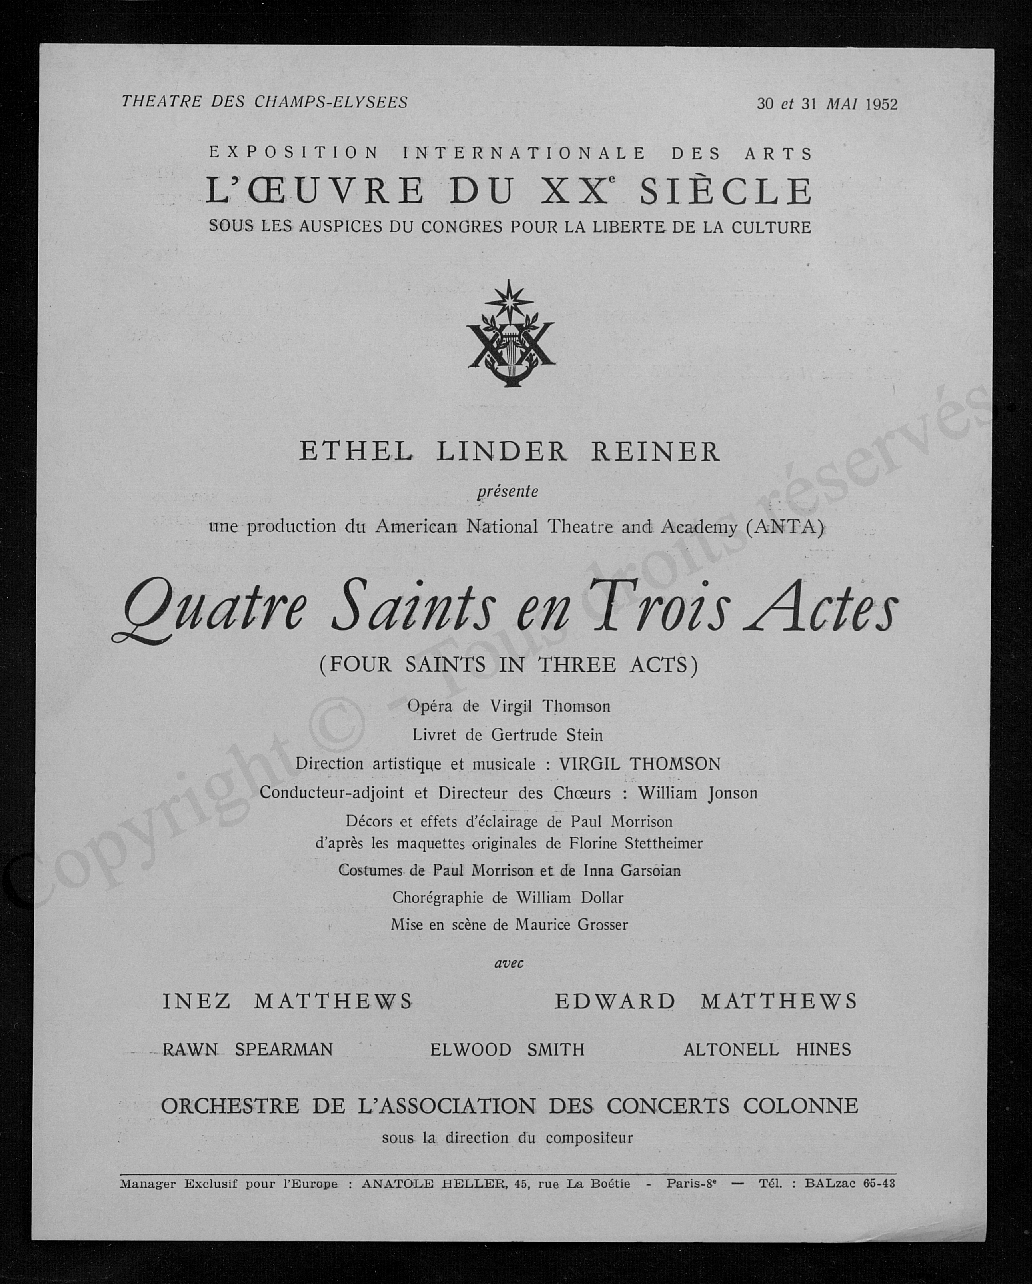 THEATRE DES CHAMPS-ELYSEES 30 et 31 MAI 1952
EXPOSITION INTERNATIONALE DES ARTS
L'ŒUVRE DU XXe SIÈCLE
SOUS LES AUSPICES DU CONGRES POUR LA LIBERTE DE LA CULTURE
XX
ETHEL LINDER REINER
présente
une production du American National Theatre and Academy (ANTA)
Quatre Saints en Trois Actes
(FOUR SAINTS IN THREE ACTS)
Opéra de Virgil Thomson
Livret de Gertrude Stein
Direction artistique et musicale : VIRGIL THOMSON
Conducteur-adjoint et Directeur des Chœurs : William Jonson
Décors et effets d'éclairage de Paul Morrison
d'après les maquettes originales de Florine Stettheimer
Costumes de Paul Morrison et de Inna Garsoian
Chorégraphie de William Dollar
Mise en scène de Maurice Grosser
avec
INEZ MATTHEWS EDWARD MATTHEWS
RAWN SPEARMAN ELWOOD SMITH ALTONELL HINES
ORCHESTRE DE L'ASSOCIATION DES CONCERTS COLONNE
sous la direction du compositeur
Manager Exclusif pour l'Europe : ANATOLE HELLER, 45, rue La Boétie - Paris-8e — Tél. : BALzac 65-43
Copyright © - Tous droits réservés.